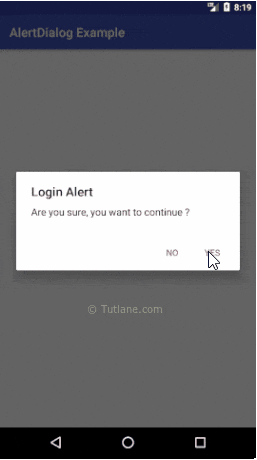 8:19
AlertDialog Example
Login Alert
Are you sure, you want to continue ?
NO YES
© Tutlane.com